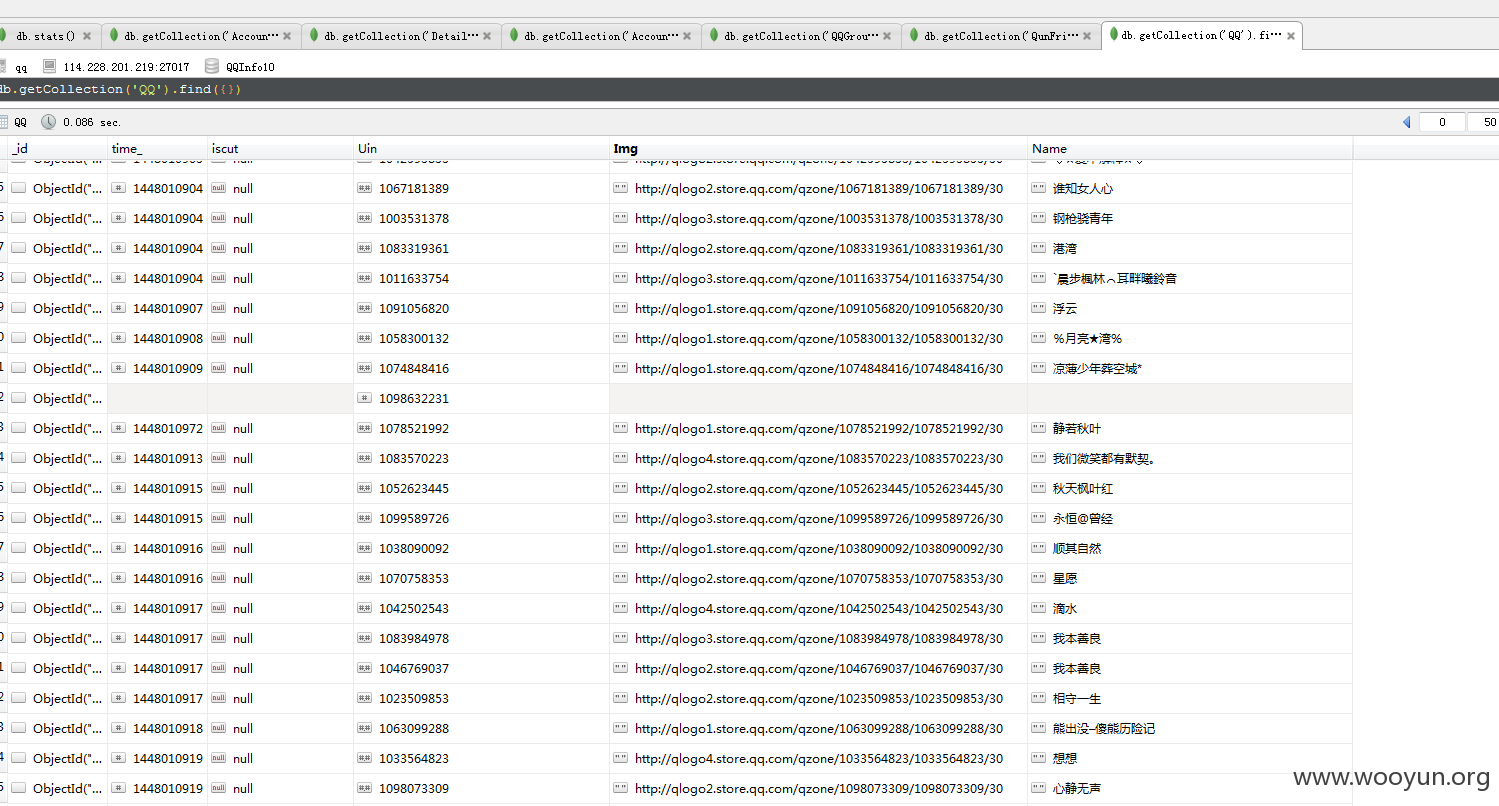 db.stats() db.getCollection('Accoun··· db.getCollection('Detail··· db.getCollection('Accoun··· db.getCollection('QQGrou··· db.getCollection('QunFri··· db.getCollection('QQ').fi···
qq 114.228.201.219:27017 QQInfo10
db.getCollection('QQ').find({})
QQ 0.086 sec. 0 50
_id time_ iscut Uin Img Name
ObjectId("... 1448010904 null 1067181389 http://qlogo2.store.qq.com/qzone/1067181389/1067181389/30 谁知女人心
ObjectId("... 1448010904 null 1003531378 http://qlogo3.store.qq.com/qzone/1003531378/1003531378/30 钢枪骁青年
ObjectId("... 1448010904 null 1083319361 http://qlogo2.store.qq.com/qzone/1083319361/1083319361/30 港湾
ObjectId("... 1448010904 null 1011633754 http://qlogo3.store.qq.com/qzone/1011633754/1011633754/30 `晨步楓林︵耳畔曦鈴音
ObjectId("... 1448010907 null 1091056820 http://qlogo1.store.qq.com/qzone/1091056820/1091056820/30 浮云
ObjectId("... 1448010908 null 1058300132 http://qlogo1.store.qq.com/qzone/1058300132/1058300132/30 %月亮★湾%
ObjectId("... 1448010909 null 1074848416 http://qlogo1.store.qq.com/qzone/1074848416/1074848416/30 凉薄少年葬空城*
ObjectId("... 1098632231
ObjectId("... 1448010972 null 1078521992 http://qlogo1.store.qq.com/qzone/1078521992/1078521992/30 静若秋叶
ObjectId("... 1448010913 null 1083570223 http://qlogo4.store.qq.com/qzone/1083570223/1083570223/30 我们微笑都有默契。
ObjectId("... 1448010915 null 1052623445 http://qlogo2.store.qq.com/qzone/1052623445/1052623445/30 秋天枫叶红
ObjectId("... 1448010915 null 1099589726 http://qlogo3.store.qq.com/qzone/1099589726/1099589726/30 永恒@曾经
ObjectId("... 1448010916 null 1038090092 http://qlogo1.store.qq.com/qzone/1038090092/1038090092/30 顺其自然
ObjectId("... 1448010916 null 1070758353 http://qlogo2.store.qq.com/qzone/1070758353/1070758353/30 星愿
ObjectId("... 1448010917 null 1042502543 http://qlogo4.store.qq.com/qzone/1042502543/1042502543/30 滴水
ObjectId("... 1448010917 null 1083984978 http://qlogo3.store.qq.com/qzone/1083984978/1083984978/30 我本善良
ObjectId("... 1448010917 null 1046769037 http://qlogo2.store.qq.com/qzone/1046769037/1046769037/30 我本善良
ObjectId("... 1448010917 null 1023509853 http://qlogo2.store.qq.com/qzone/1023509853/1023509853/30 相守一生
ObjectId("... 1448010918 null 1063099288 http://qlogo1.store.qq.com/qzone/1063099288/1063099288/30 熊出没—傻熊历险记
ObjectId("... 1448010919 null 1033564823 http://qlogo4.store.qq.com/qzone/1033564823/1033564823/30 想想
ObjectId("... 1448010919 null 1098073309 http://qlogo2.store.qq.com/qzone/1098073309/1098073309/30 心静无声
www.wooyun.org